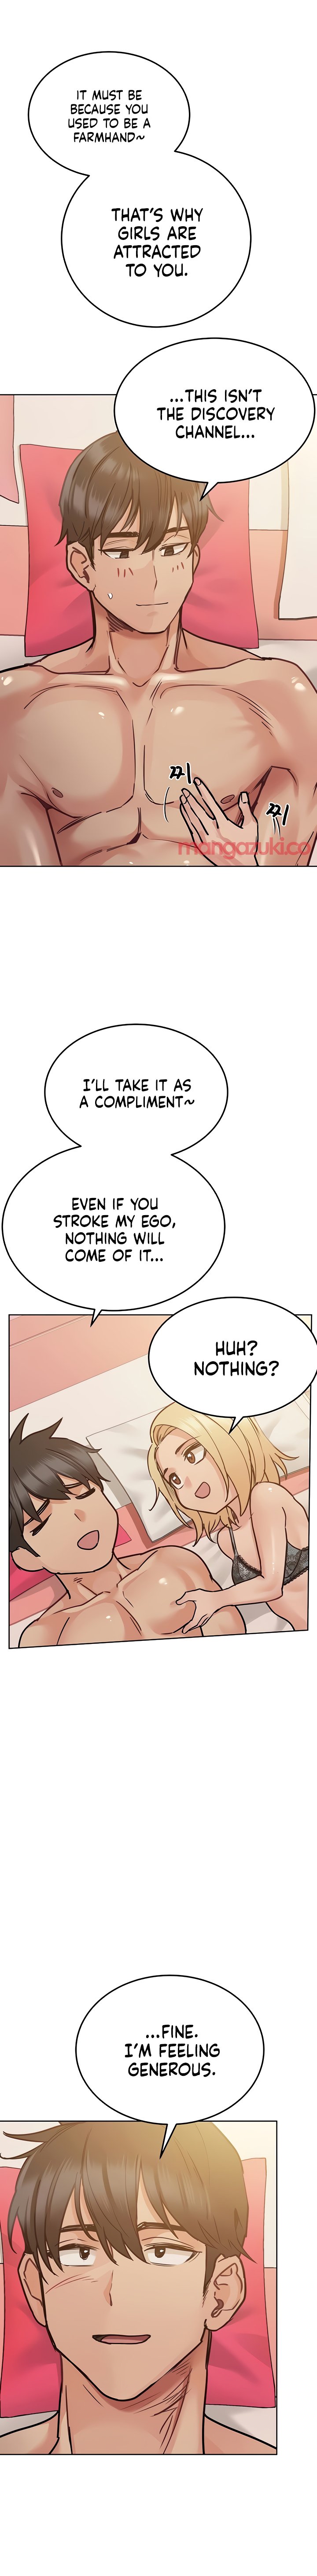 IT MUST BE
BECAUSE YOU
USED TO BE A
FARMHAND~
THAT'S WHY
GIRLS ARE
ATTRACTED
TO YOU.
...THIS ISN'T
THE DISCOVERY
CHANNEL...
찌
찌
mangazuki.co
I'LL TAKE IT AS
A COMPLIMENT~
EVEN IF YOU
STROKE MY EGO,
NOTHING WILL
COME OF IT...
HUH?
NOTHING?
...FINE.
I'M FEELING
GENEROUS.